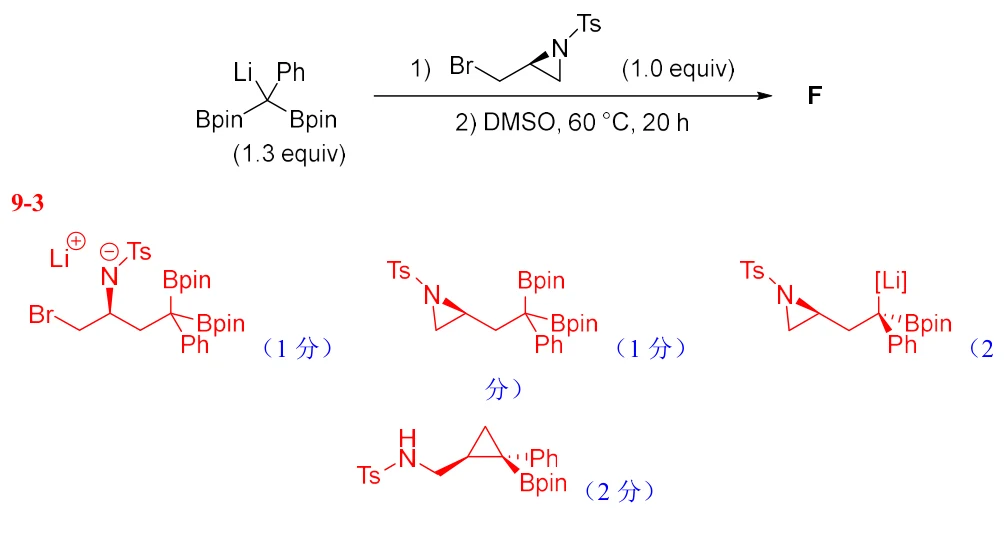 Li Ph
Bpin Bpin
(1.3 equiv)
1) Br N Ts (1.0 equiv)
2) DMSO, 60 °C, 20 h
F
9-3
Li⊕ ⊖ N Ts Bpin Br Bpin Ph （1 分）
Ts N Bpin Bpin Ph （1 分）
Ts N [Li] Bpin Ph （2
分）
H N Ts Ph Bpin （2 分）